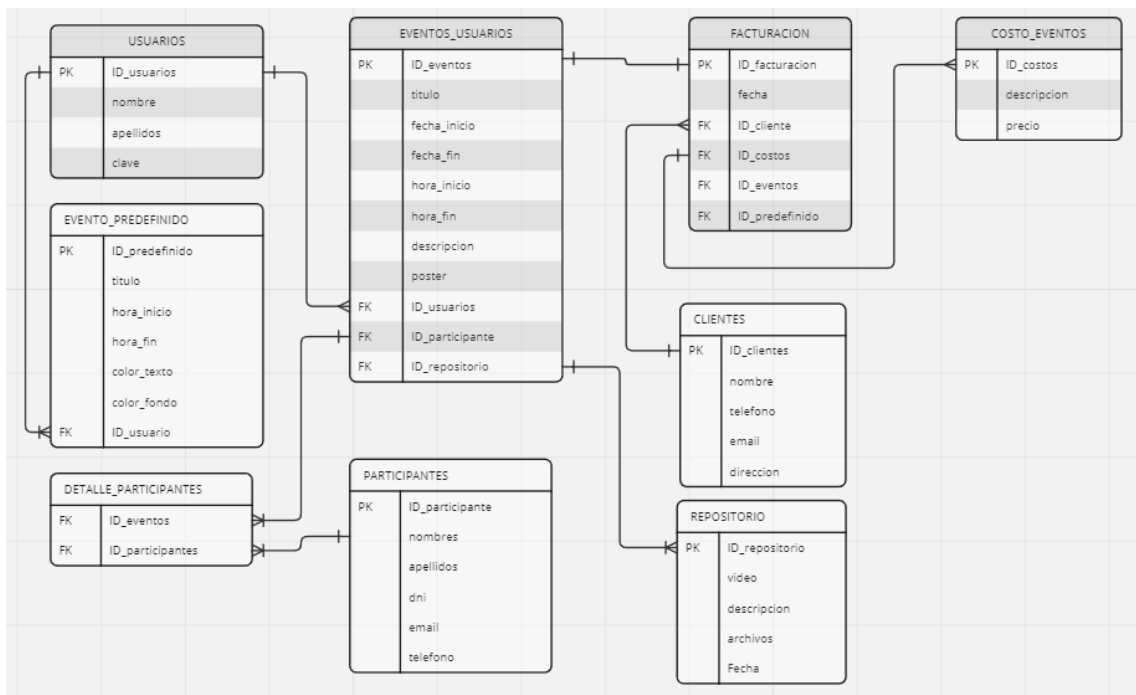 USUARIOS
PK ID_usuarios
nombre
apellidos
clave
EVENTO_PREDEFINIDO
PK ID_predefinido
titulo
hora_inicio
hora_fin
color_texto
color_fondo
FK ID_usuario
DETALLE_PARTICIPANTES
FK ID_eventos
FK ID_participantes
EVENTOS_USUARIOS
PK ID_eventos
titulo
fecha_inicio
fecha_fin
hora_inicio
hora_fin
descripcion
poster
FK ID_usuarios
FK ID_participante
FK ID_repositorio
PARTICIPANTES
PK ID_participante
nombres
apellidos
dni
email
telefono
FACTURACION
PK ID_facturacion
fecha
FK ID_cliente
FK ID_costos
FK ID_eventos
FK ID_predefinido
CLIENTES
PK ID_clientes
nombre
telefono
email
direccion
REPOSITORIO
PK ID_repositorio
video
descripcion
archivos
Fecha
COSTO_EVENTOS
PK ID_costos
descripcion
precio